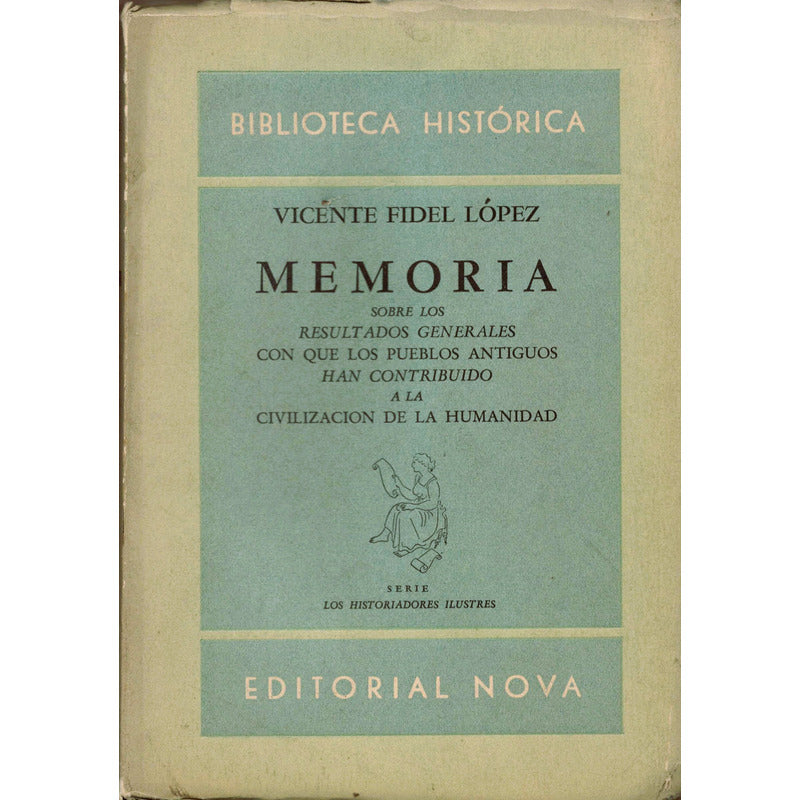 BIBLIOTECA HISTÓRICA
VICENTE FIDEL LÓPEZ
MEMORIA
SOBRE LOS
RESULTADOS GENERALES
CON QUE LOS PUEBLOS ANTIGUOS
HAN CONTRIBUIDO
A LA
CIVILIZACION DE LA HUMANIDAD
SERIE
LOS HISTORIADORES ILUSTRES
EDITORIAL NOVA